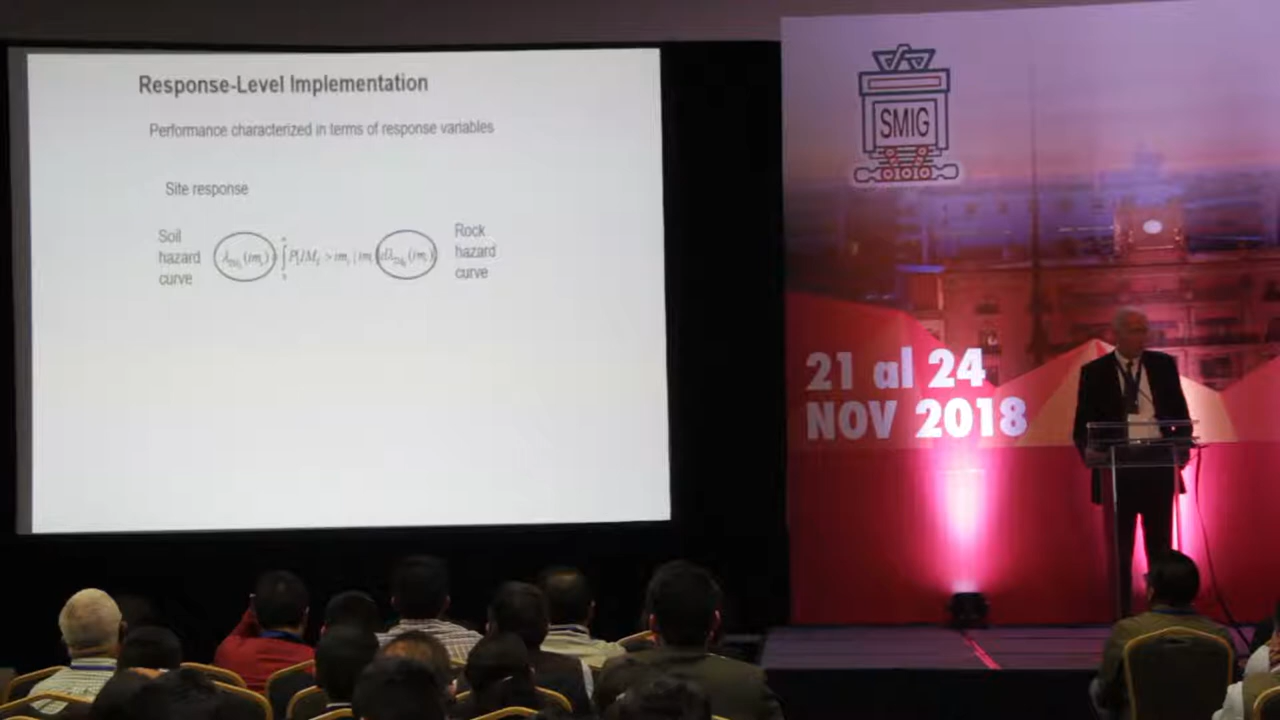 Response-Level Implementation
Performance characterized in terms of response variables
Site response
Soil
hazard
curve
Rock
hazard
curve
SMIG
21 al 24
NOV 2018